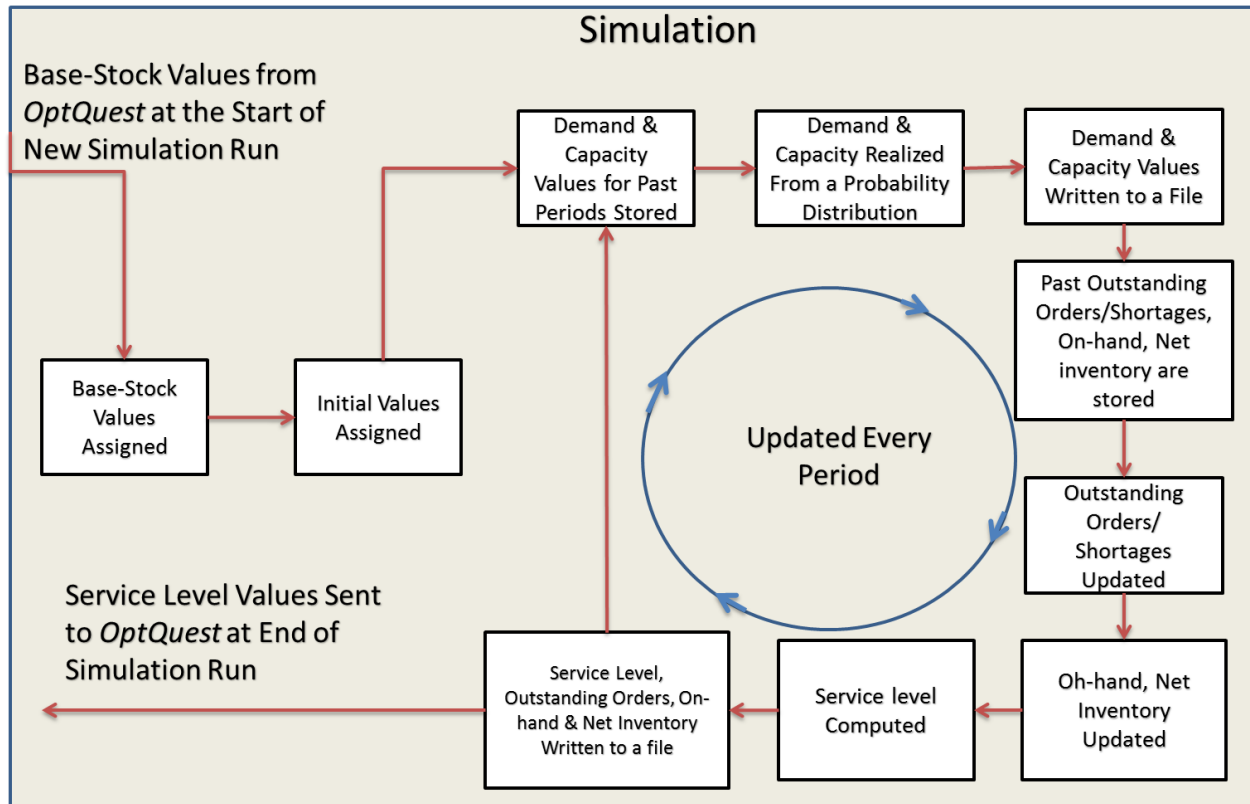 Simulation
Base-Stock Values from
OptQuest at the Start of
New Simulation Run
Demand &
Capacity
Values for Past
Periods Stored
Demand &
Capacity Realized
From a Probability
Distribution
Demand &
Capacity Values
Written to a File
Past Outstanding
Orders/Shortages,
On-hand, Net
inventory are
stored
Base-Stock
Values
Assigned
Initial Values
Assigned
Updated Every
Period
Outstanding
Orders/
Shortages
Updated
Service Level Values Sent
to OptQuest at End of
Simulation Run
Service Level,
Outstanding Orders, On-
hand & Net Inventory
Written to a file
Service level
Computed
Oh-hand, Net
Inventory
Updated